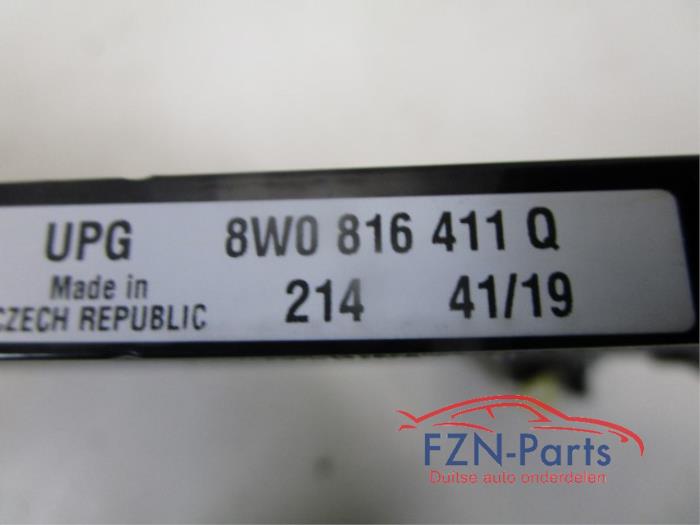 UPG 8W0 816 411 Q
Made in 214 41/19
CZECH REPUBLIC
FZN-Parts
Duitse auto onderdelen